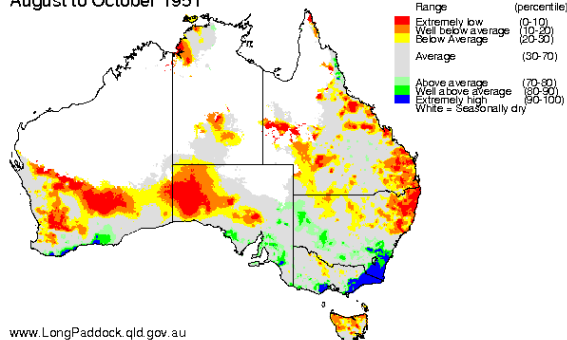 August to October 1951
Range (percentile)
Extremely low (0-10)
Well below average (10-20)
Below Average (20-30)
Average (30-70)
Above average (70-80)
Well above average (80-90)
Extremely high (90-100)
White = Seasonally dry
www.LongPaddock.qld.gov.au